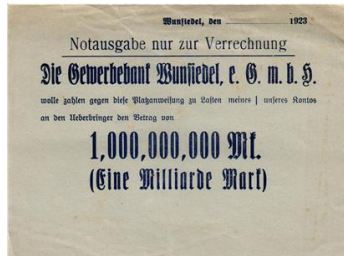 Wunsiedel, den 1923
Notausgabe nur zur Verrechnung
Die Gewerbebank Wunsiedel, e. G. m. b. H.
wolle zahlen gegen diese Platzanweisung zu Lasten meines | unseres Kontos
an den Ueberbringer den Betrag von
1,000,000,000 Mk.
(Eine Milliarde Mark)